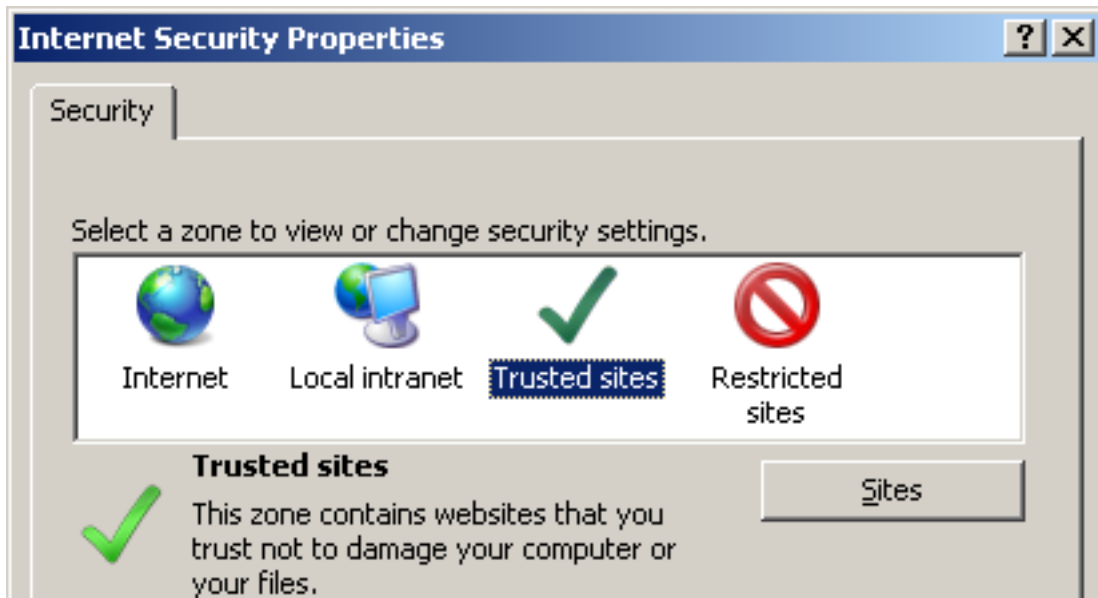 Internet Security Properties
Security
Select a zone to view or change security settings.
Internet
Local intranet
Trusted sites
Restricted
sites
Trusted sites
This zone contains websites that you
trust not to damage your computer or
your files.
Sites